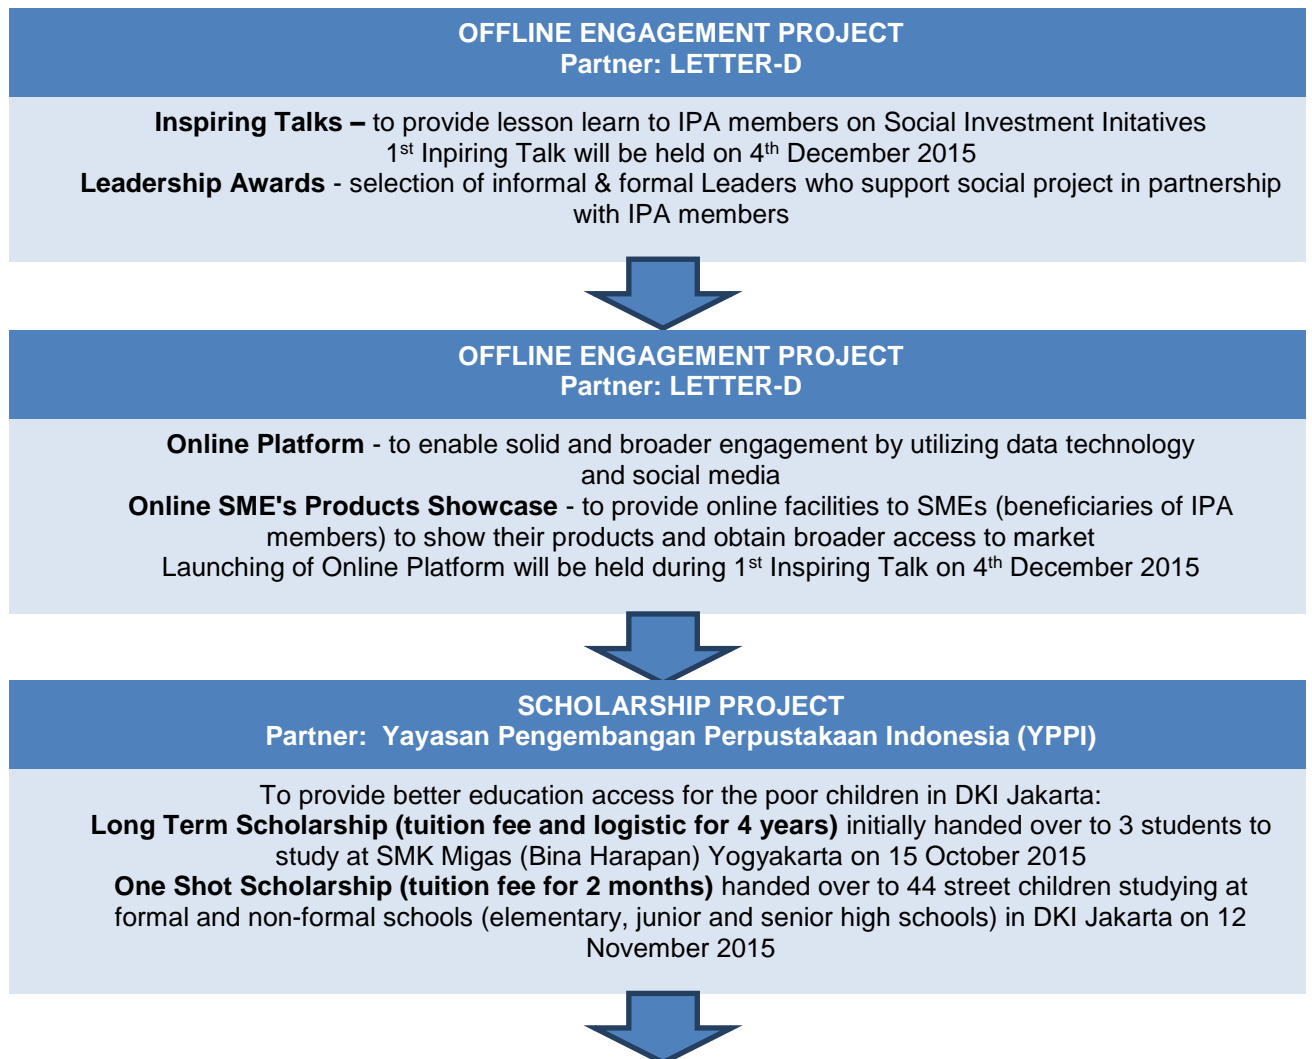 OFFLINE ENGAGEMENT PROJECT
Partner: LETTER-D
Inspiring Talks – to provide lesson learn to IPA members on Social Investment Initatives
1st Inpiring Talk will be held on 4th December 2015
Leadership Awards - selection of informal & formal Leaders who support social project in partnership
with IPA members
OFFLINE ENGAGEMENT PROJECT
Partner: LETTER-D
Online Platform - to enable solid and broader engagement by utilizing data technology
and social media
Online SME's Products Showcase - to provide online facilities to SMEs (beneficiaries of IPA
members) to show their products and obtain broader access to market
Launching of Online Platform will be held during 1st Inspiring Talk on 4th December 2015
SCHOLARSHIP PROJECT
Partner: Yayasan Pengembangan Perpustakaan Indonesia (YPPI)
To provide better education access for the poor children in DKI Jakarta:
Long Term Scholarship (tuition fee and logistic for 4 years) initially handed over to 3 students to
study at SMK Migas (Bina Harapan) Yogyakarta on 15 October 2015
One Shot Scholarship (tuition fee for 2 months) handed over to 44 street children studying at
formal and non-formal schools (elementary, junior and senior high schools) in DKI Jakarta on 12
November 2015